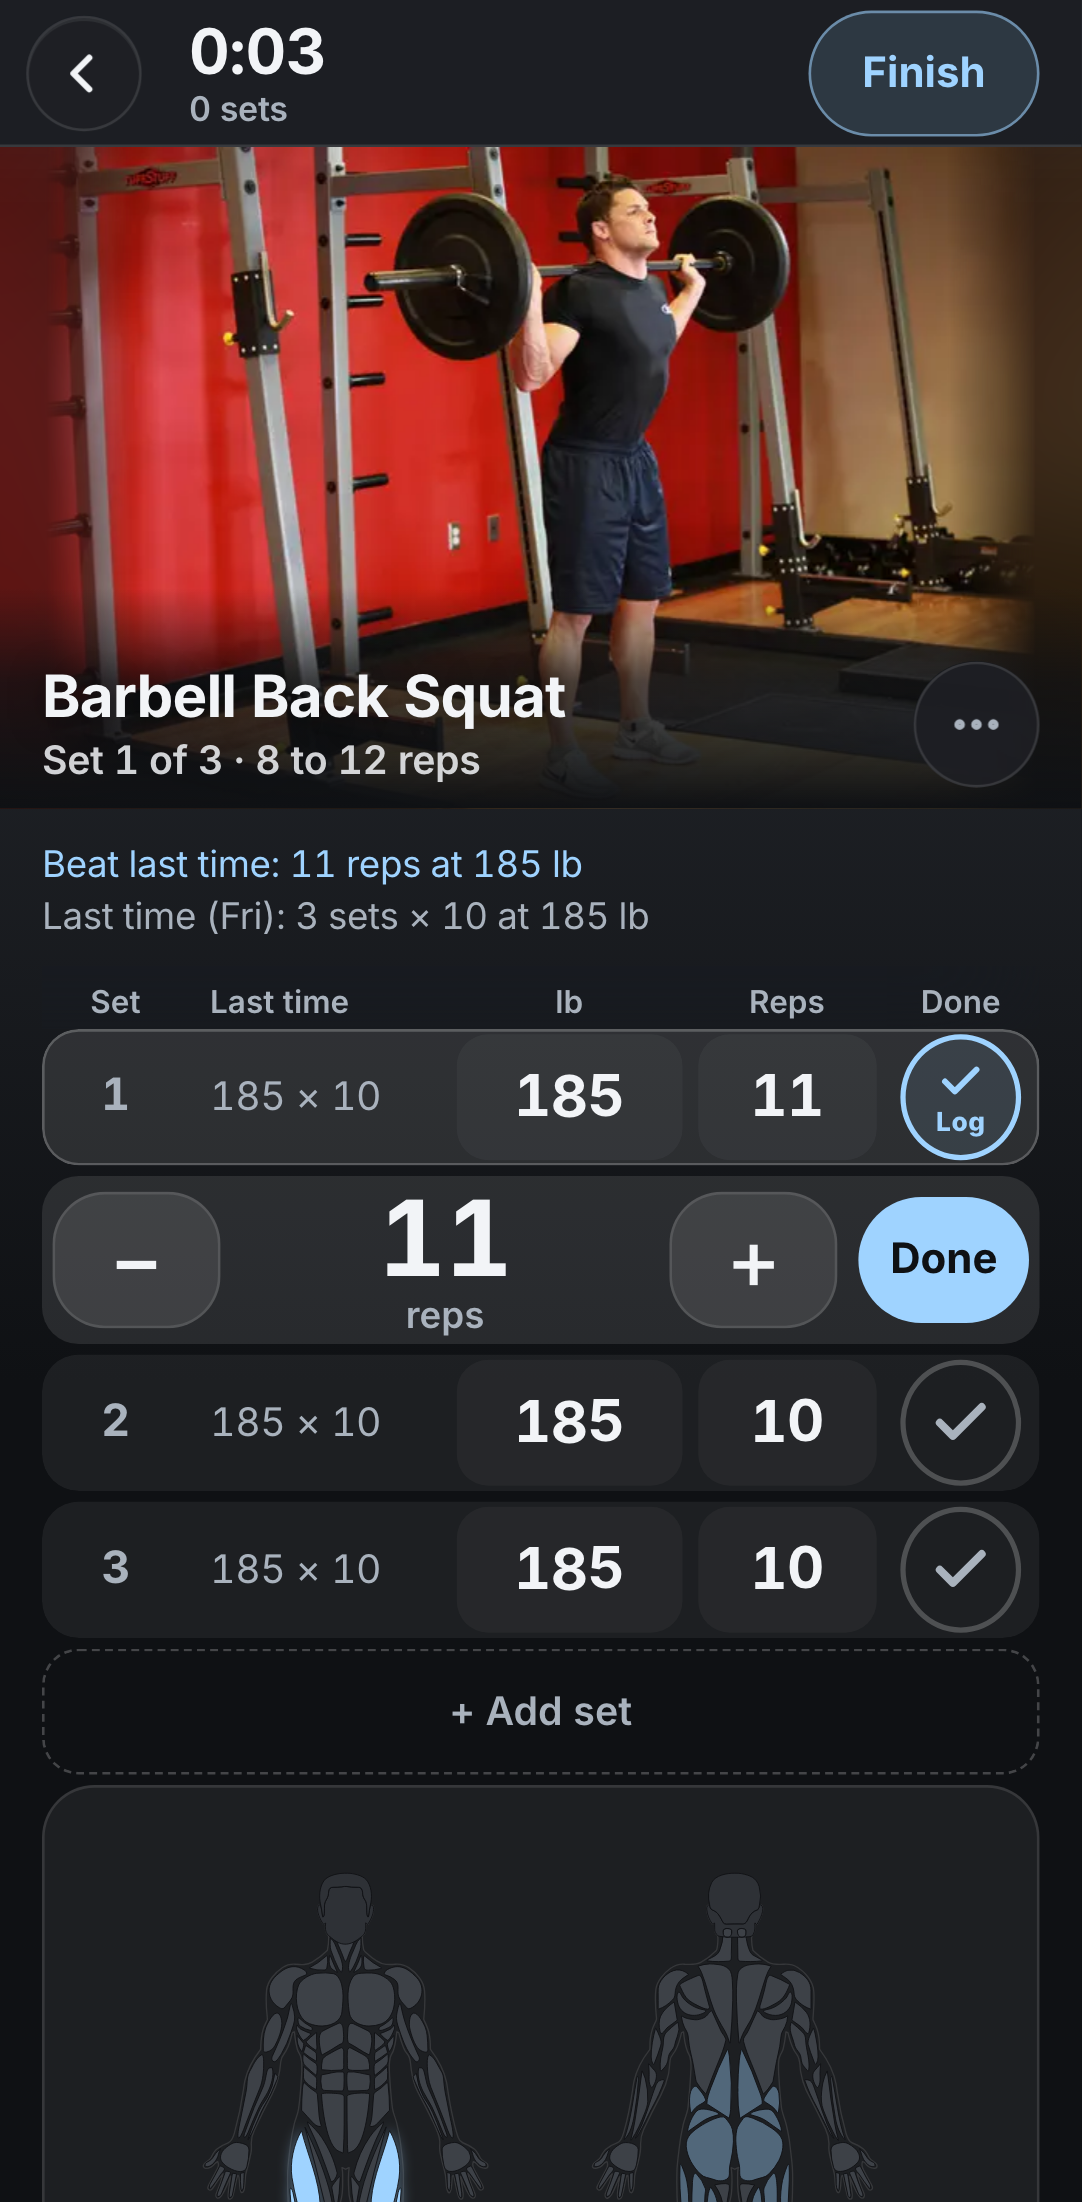 0:03
0 sets
Finish
Barbell Back Squat
Set 1 of 3 · 8 to 12 reps
•••
Beat last time: 11 reps at 185 lb
Last time (Fri): 3 sets × 10 at 185 lb
Set Last time lb Reps Done
1 185 × 10 185 11 Log
− 11 + Done
reps
2 185 × 10 185 10
3 185 × 10 185 10
+ Add set